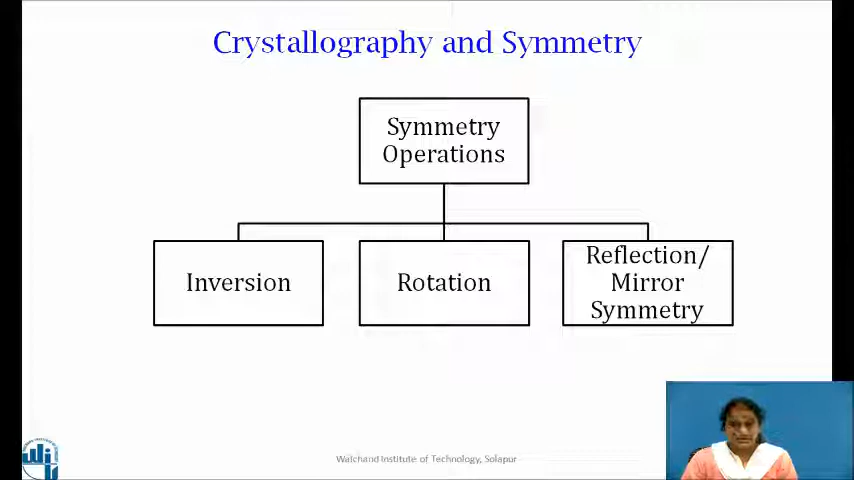 Crystallography and Symmetry
Symmetry
Operations
Inversion
Rotation
Reflection/
Mirror
Symmetry
Walchand Institute of Technology, Solapur